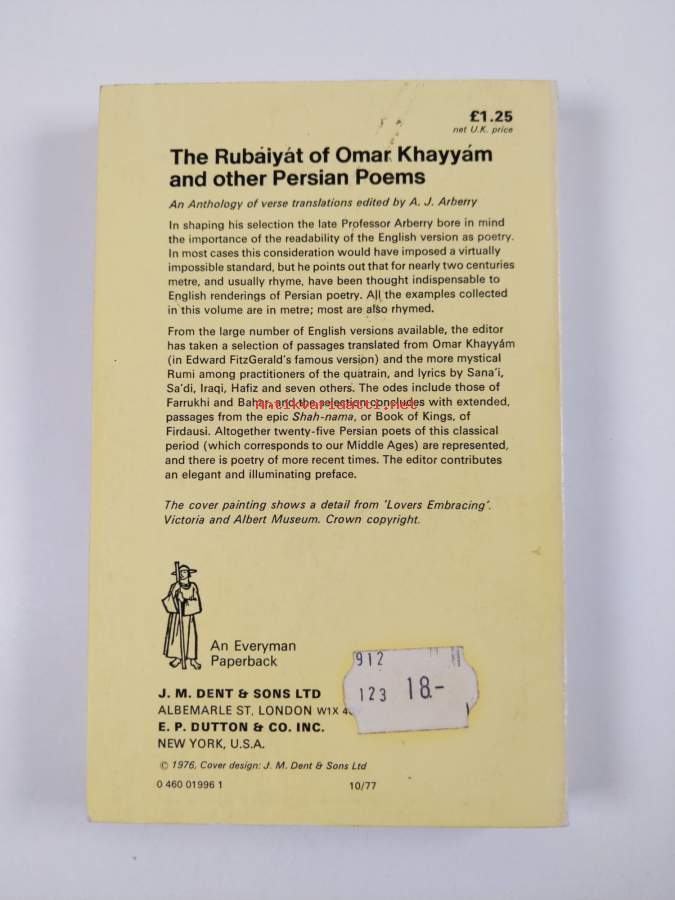 £1.25
net U.K. price
The Rubáiyát of Omar Khayyám
and other Persian Poems
An Anthology of verse translations edited by A. J. Arberry
In shaping his selection the late Professor Arberry bore in mind
the importance of the readability of the English version as poetry.
In most cases this consideration would have imposed a virtually
impossible standard, but he points out that for nearly two centuries
metre, and usually rhyme, have been thought indispensable to
English renderings of Persian poetry. All the examples collected
in this volume are in metre; most are also rhymed.
From the large number of English versions available, the editor
has taken a selection of passages translated from Omar Khayyám
(in Edward FitzGerald's famous version) and the more mystical
Rumi among practitioners of the quatrain, and lyrics by Sana'i,
Sa'di, Iraqi, Hafiz and seven others. The odes include those of
Farrukhi and Bahar and the selection concludes with extended,
Antikvariaatti.net
passages from the epic Shah-nama, or Book of Kings, of
Firdausi. Altogether twenty-five Persian poets of this classical
period (which corresponds to our Middle Ages) are represented,
and there is poetry of more recent times. The editor contributes
an elegant and illuminating preface.
The cover painting shows a detail from 'Lovers Embracing'.
Victoria and Albert Museum. Crown copyright.
An Everyman
Paperback
912
123 18.-
J. M. DENT & SONS LTD
ALBEMARLE ST, LONDON W1X
E. P. DUTTON & CO. INC.
NEW YORK, U.S.A.
© 1976, Cover design: J. M. Dent & Sons Ltd
0 460 01996 1 10/77